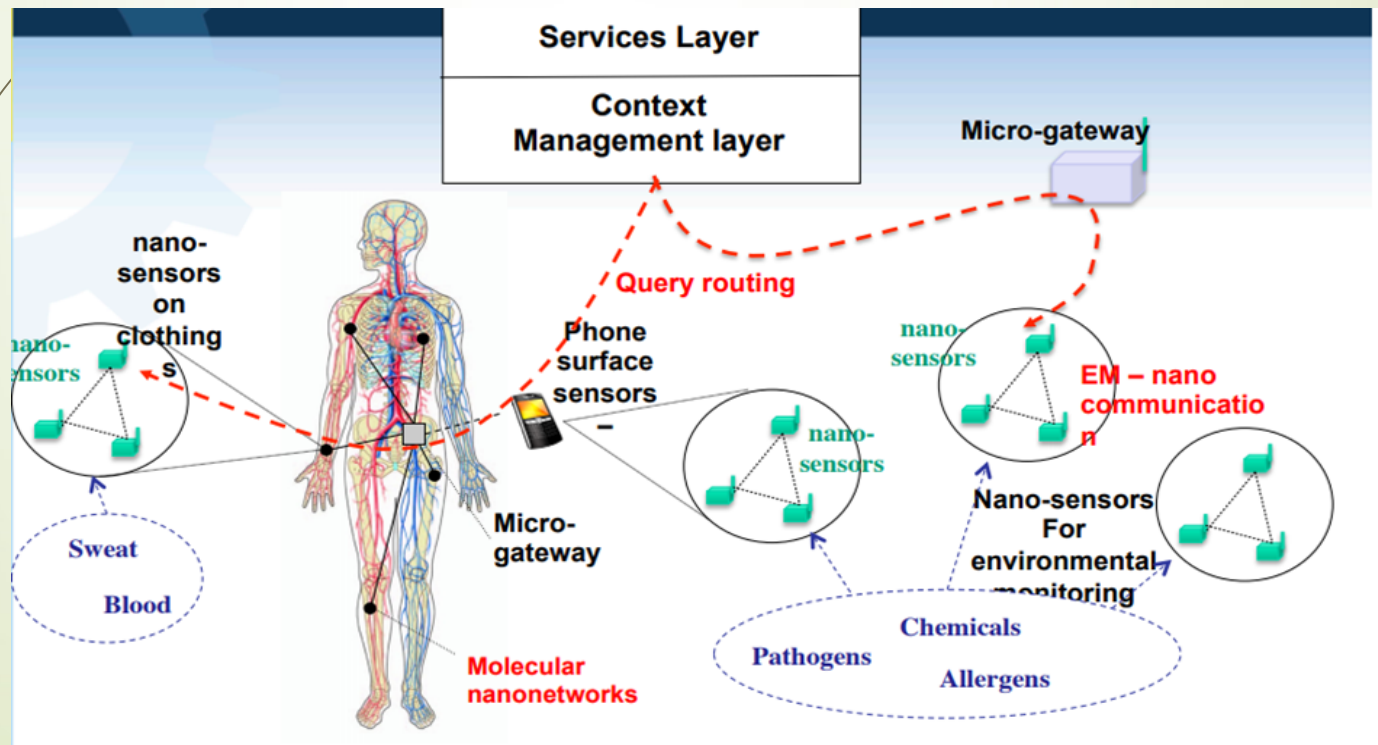 Services Layer
Context
Management layer
Micro-gateway
nano-
sensors
on
clothing
s
nano-
sensors
Query routing
Phone
surface
sensors
–
nano-
sensors
nano-
sensors
EM – nano
communicatio
n
Micro-
gateway
Nano-sensors
For
environmental
monitoring
Sweat
Blood
Molecular
nanonetworks
Chemicals
Pathogens
Allergens